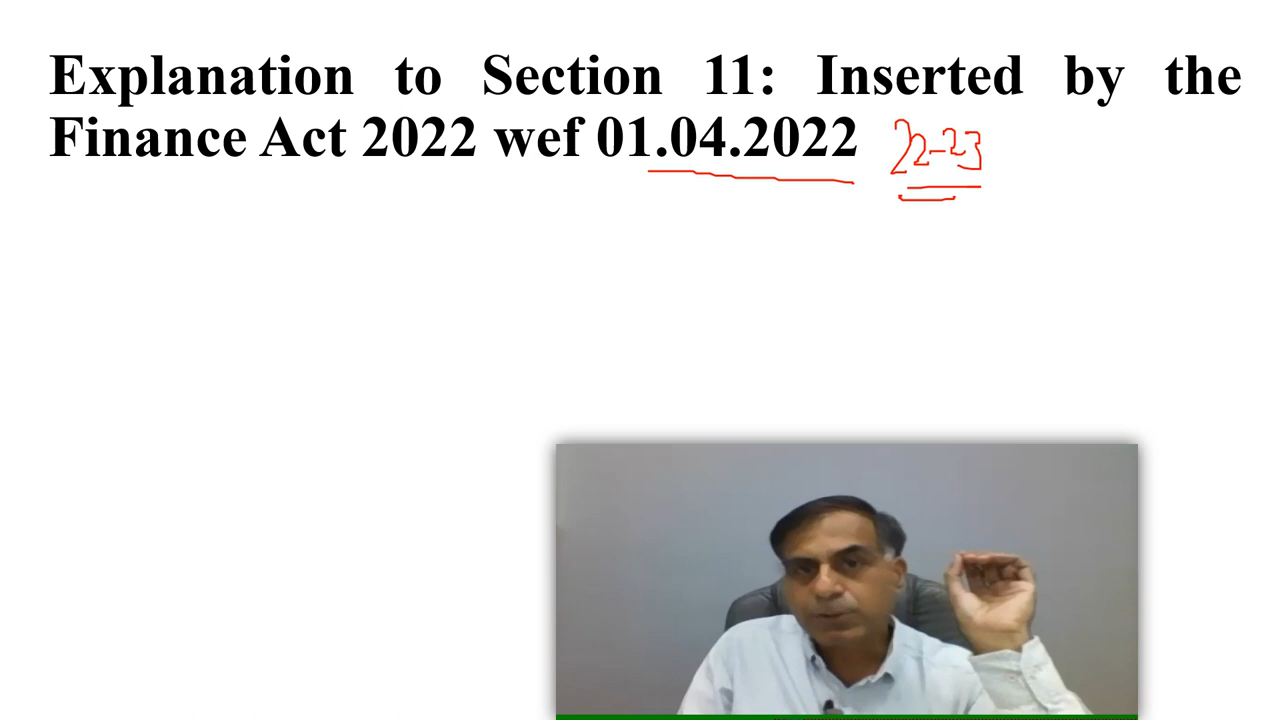 Explanation to Section 11: Inserted by the
Finance Act 2022 wef 01.04.2022 22-23